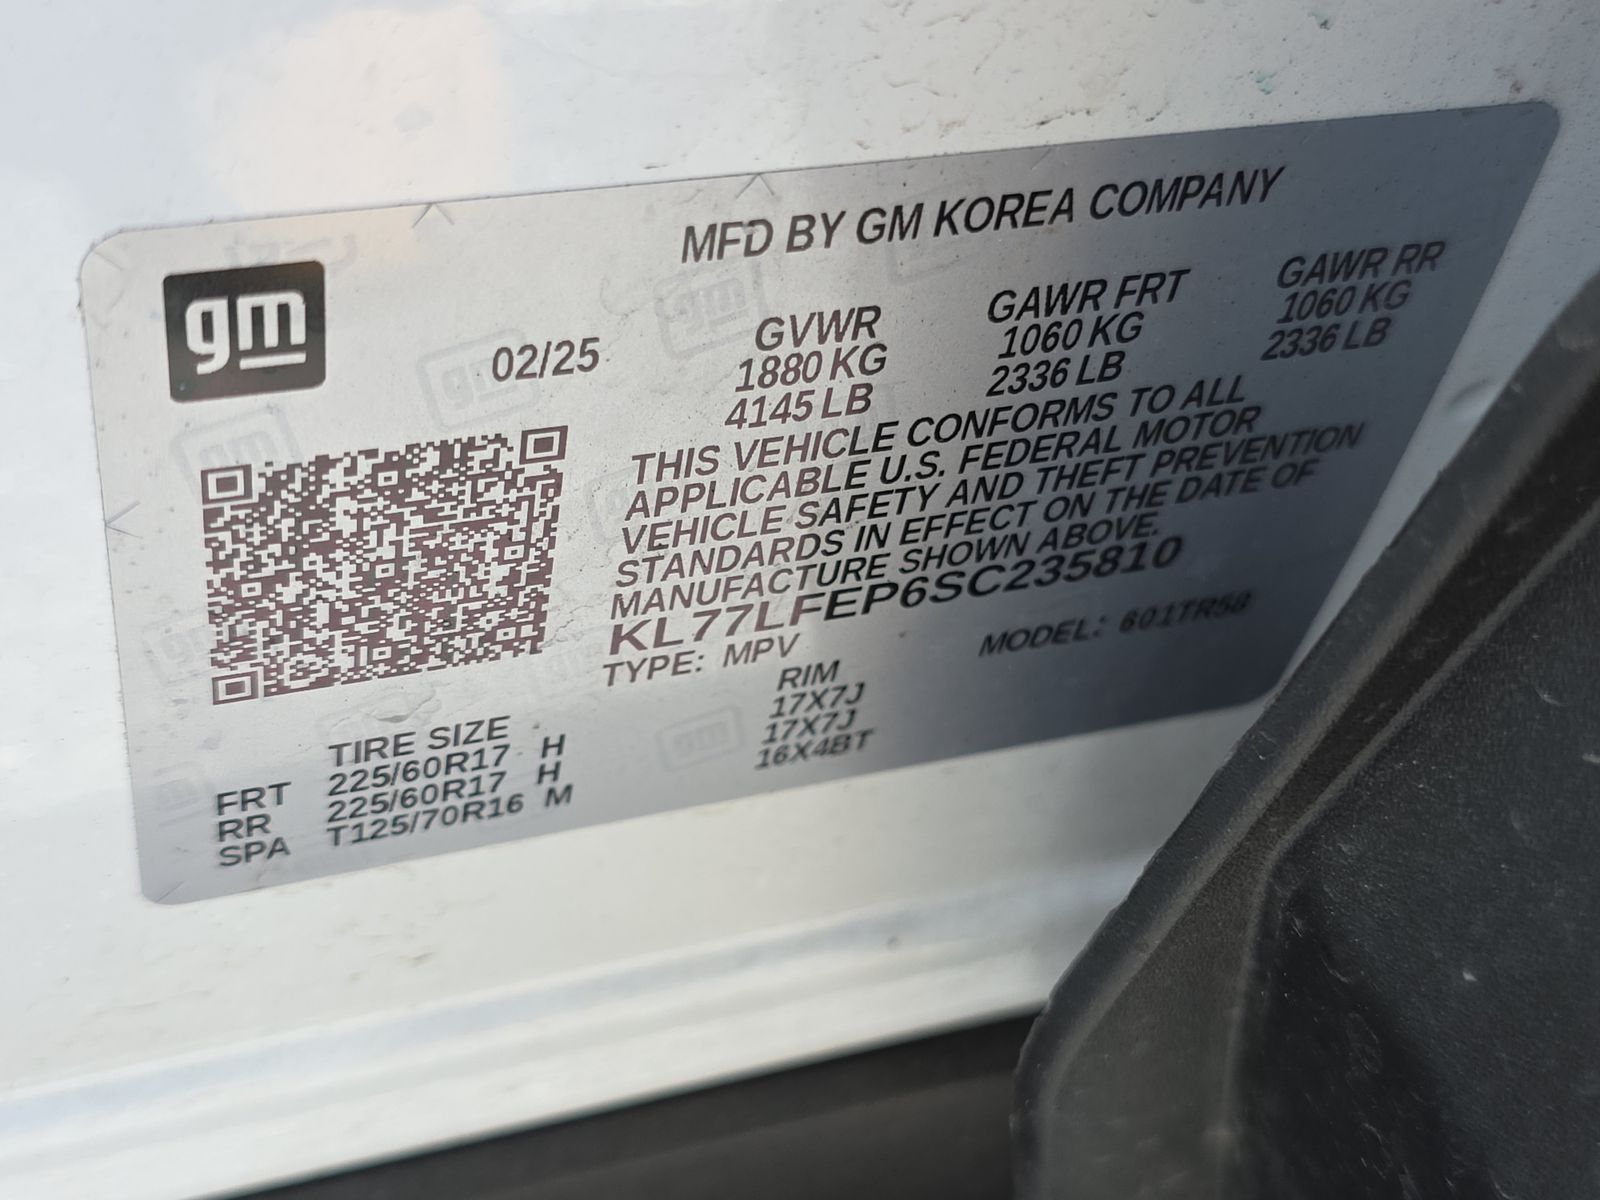 gm
MFD BY GM KOREA COMPANY
02/25
GVWR GAWR FRT GAWR RR
1880 KG 1060 KG 1060 KG
4145 LB 2336 LB 2336 LB
THIS VEHICLE CONFORMS TO ALL
APPLICABLE U.S. FEDERAL MOTOR
VEHICLE SAFETY AND THEFT PREVENTION
STANDARDS IN EFFECT ON THE DATE OF
MANUFACTURE SHOWN ABOVE.
KL77LFEP6SC235810
TYPE: MPV MODEL: 601TR58
TIRE SIZE RIM
FRT 225/60R17 H 17X7J
RR 225/60R17 H 17X7J
SPA T125/70R16 M 16X4BT